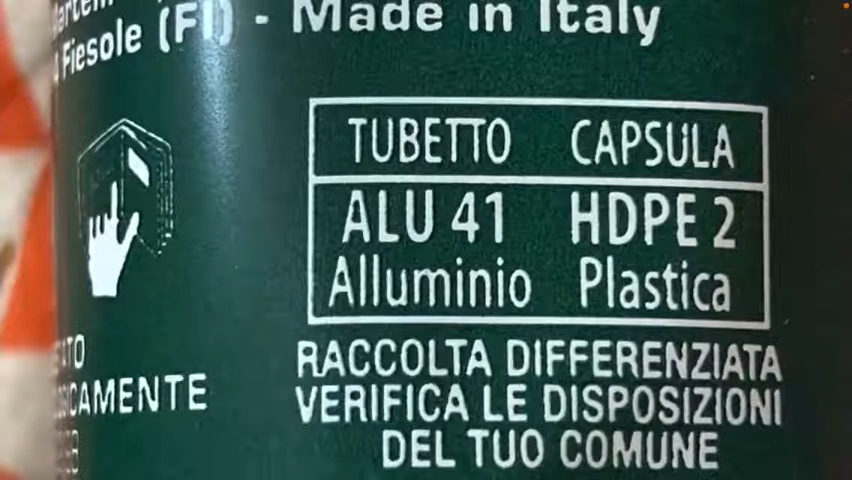 Fiesole (FI) - Made in Italy
TUBETTO CAPSULA
ALU 41 HDPE 2
Alluminio Plastica
RACCOLTA DIFFERENZIATA
VERIFICA LE DISPOSIZIONI
DEL TUO COMUNE